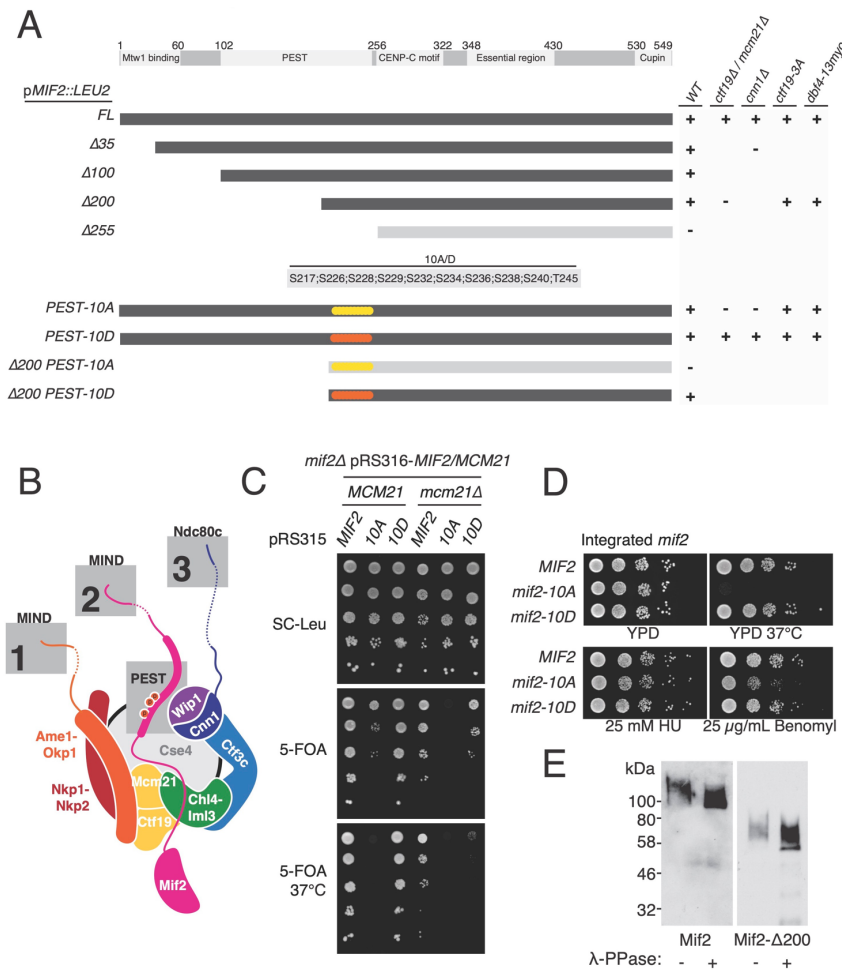 A
1 60 102 256 322 348 430 530 549
Mtw1 binding PEST CENP-C motif Essential region Cupin
WT ctf19Δ / mcm21Δ cnn1Δ ctf19-3A dbf4-13myc
pMIF2::LEU2
FL + + + + +
Δ35 + -
Δ100 +
Δ200 + - + +
Δ255 -
10A/D
S217;S226;S228;S229;S232;S234;S236;S238;S240;T245
PEST-10A + - - + +
PEST-10D + + + + +
Δ200 PEST-10A -
Δ200 PEST-10D +
B
Ndc80c
3
MIND
2
MIND
1
PEST
P P P
Wip1
Cnn1
Cse4
Ctf3c
Ame1-
Okp1
Nkp1-
Nkp2
Mcm21
Ctf19
Chl4-
Iml3
Mif2
C
mif2Δ pRS316-MIF2/MCM21
MCM21 mcm21Δ
pRS315 MIF2 10A 10D MIF2 10A 10D
SC-Leu
5-FOA
5-FOA
37°C
D
Integrated mif2
MIF2
mif2-10A
mif2-10D
YPD YPD 37°C
MIF2
mif2-10A
mif2-10D
25 mM HU 25 µg/mL Benomyl
E
kDa
100
80
58
46
32
Mif2 Mif2-Δ200
λ-PPase: - + - +